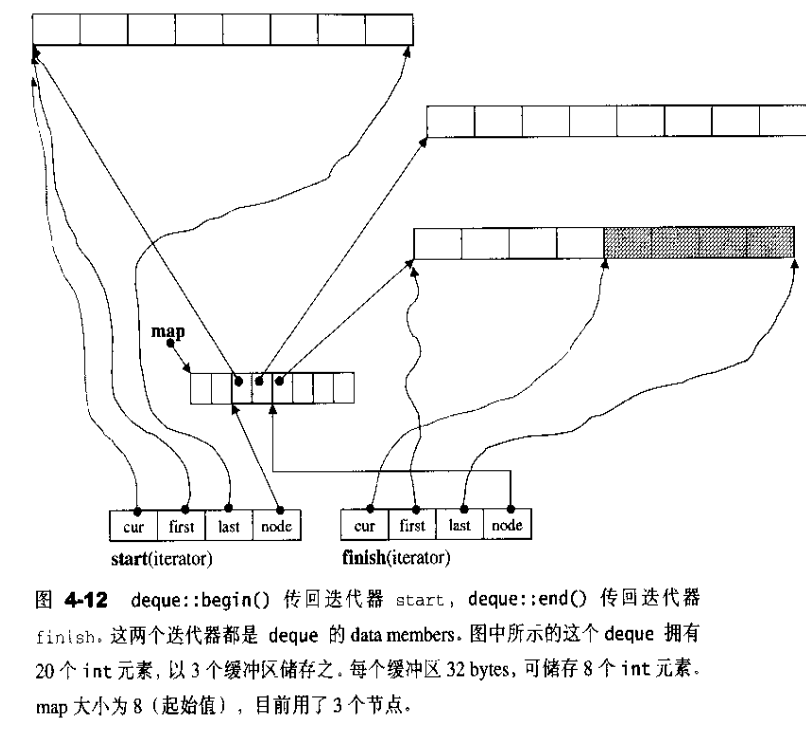 map
cur first last node
start(iterator)
cur first last node
finish(iterator)
图 4-12 deque::begin() 传回迭代器 start, deque::end() 传回迭代器
finish。这两个迭代器都是 deque 的 data members。图中所示的这个 deque 拥有
20 个 int 元素, 以 3 个缓冲区储存之。每个缓冲区 32 bytes, 可储存 8 个 int 元素。
map 大小为 8（起始值）, 目前用了 3 个节点。